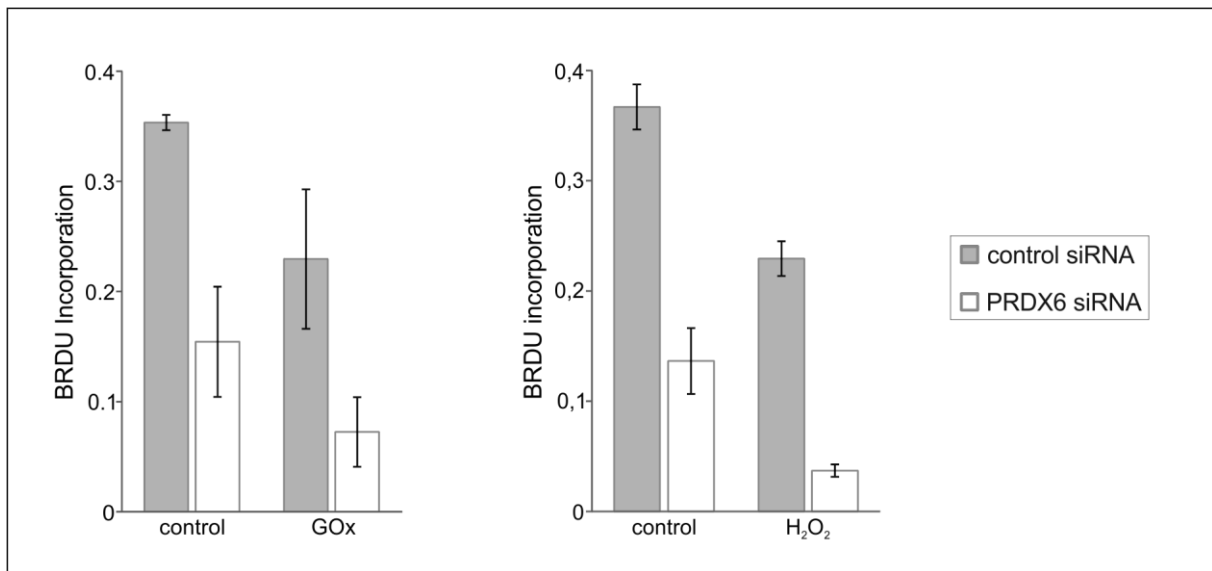 BRDU Incorporation
0.4
0.3
0.2
0.1
0
control
GOx
BRDU incorporation
0,4
0,3
0,2
0,1
0
control
H₂O₂
control siRNA
PRDX6 siRNA